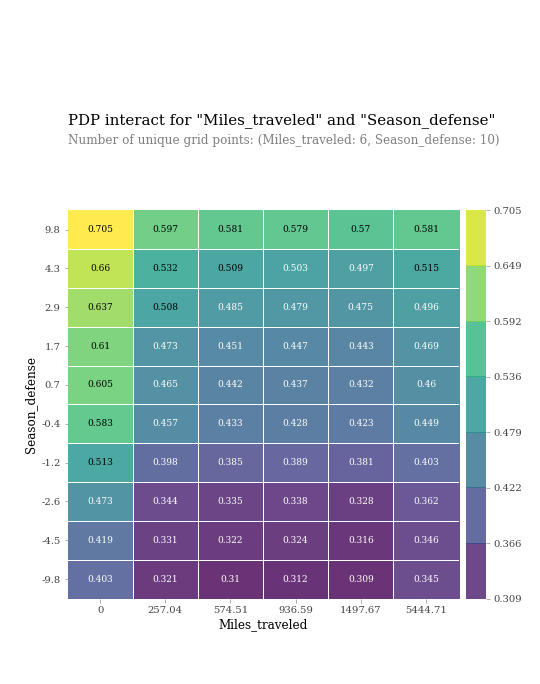 PDP interact for "Miles_traveled" and "Season_defense"
Number of unique grid points: (Miles_traveled: 6, Season_defense: 10)
0.705
9.8 0.705 0.597 0.581 0.579 0.57 0.581
0.649
4.3 0.66 0.532 0.509 0.503 0.497 0.515
2.9 0.637 0.508 0.485 0.479 0.475 0.496
0.592
1.7 0.61 0.473 0.451 0.447 0.443 0.469
0.536
0.7 0.605 0.465 0.442 0.437 0.432 0.46
Season_defense
-0.4 0.583 0.457 0.433 0.428 0.423 0.449
0.479
-1.2 0.513 0.398 0.385 0.389 0.381 0.403
0.422
-2.6 0.473 0.344 0.335 0.338 0.328 0.362
-4.5 0.419 0.331 0.322 0.324 0.316 0.346
0.366
-9.8 0.403 0.321 0.31 0.312 0.309 0.345
0.309
0 257.04 574.51 936.59 1497.67 5444.71
Miles_traveled